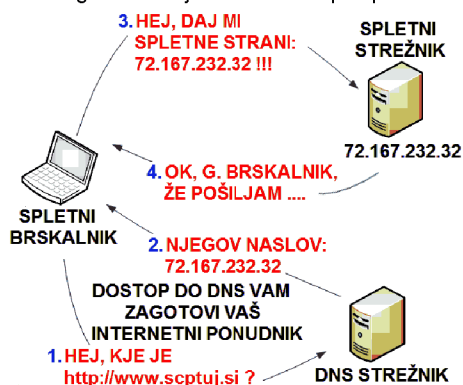 3. HEJ, DAJ MI
SPLETNE STRANI:
72.167.232.32 !!!
SPLETNI
STREŽNIK
72.167.232.32
4. OK, G. BRSKALNIK,
ŽE POŠILJAM ....
SPLETNI
BRSKALNIK
2. NJEGOV NASLOV:
72.167.232.32
DOSTOP DO DNS VAM
ZAGOTOVI VAŠ
INTERNETNI PONUDNIK
1. HEJ, KJE JE
http://www.scptuj.si ?
DNS STREŽNIK